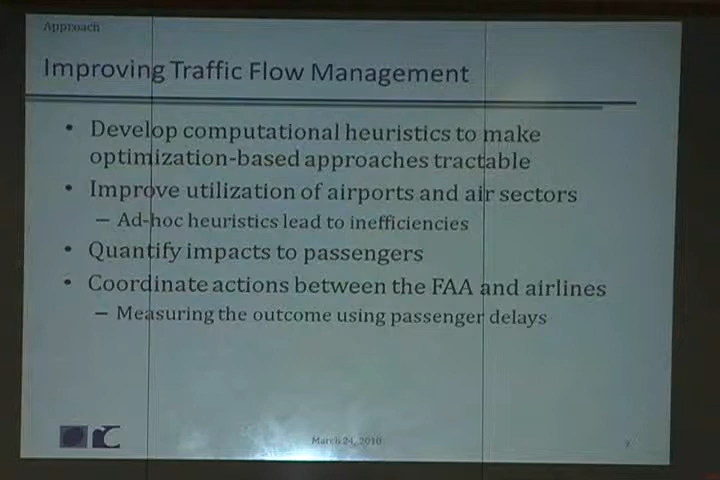 Approach
Improving Traffic Flow Management
• Develop computational heuristics to make
optimization-based approaches tractable
• Improve utilization of airports and air sectors
– Ad-hoc heuristics lead to inefficiencies
• Quantify impacts to passengers
• Coordinate actions between the FAA and airlines
– Measuring the outcome using passenger delays
March 24, 2010